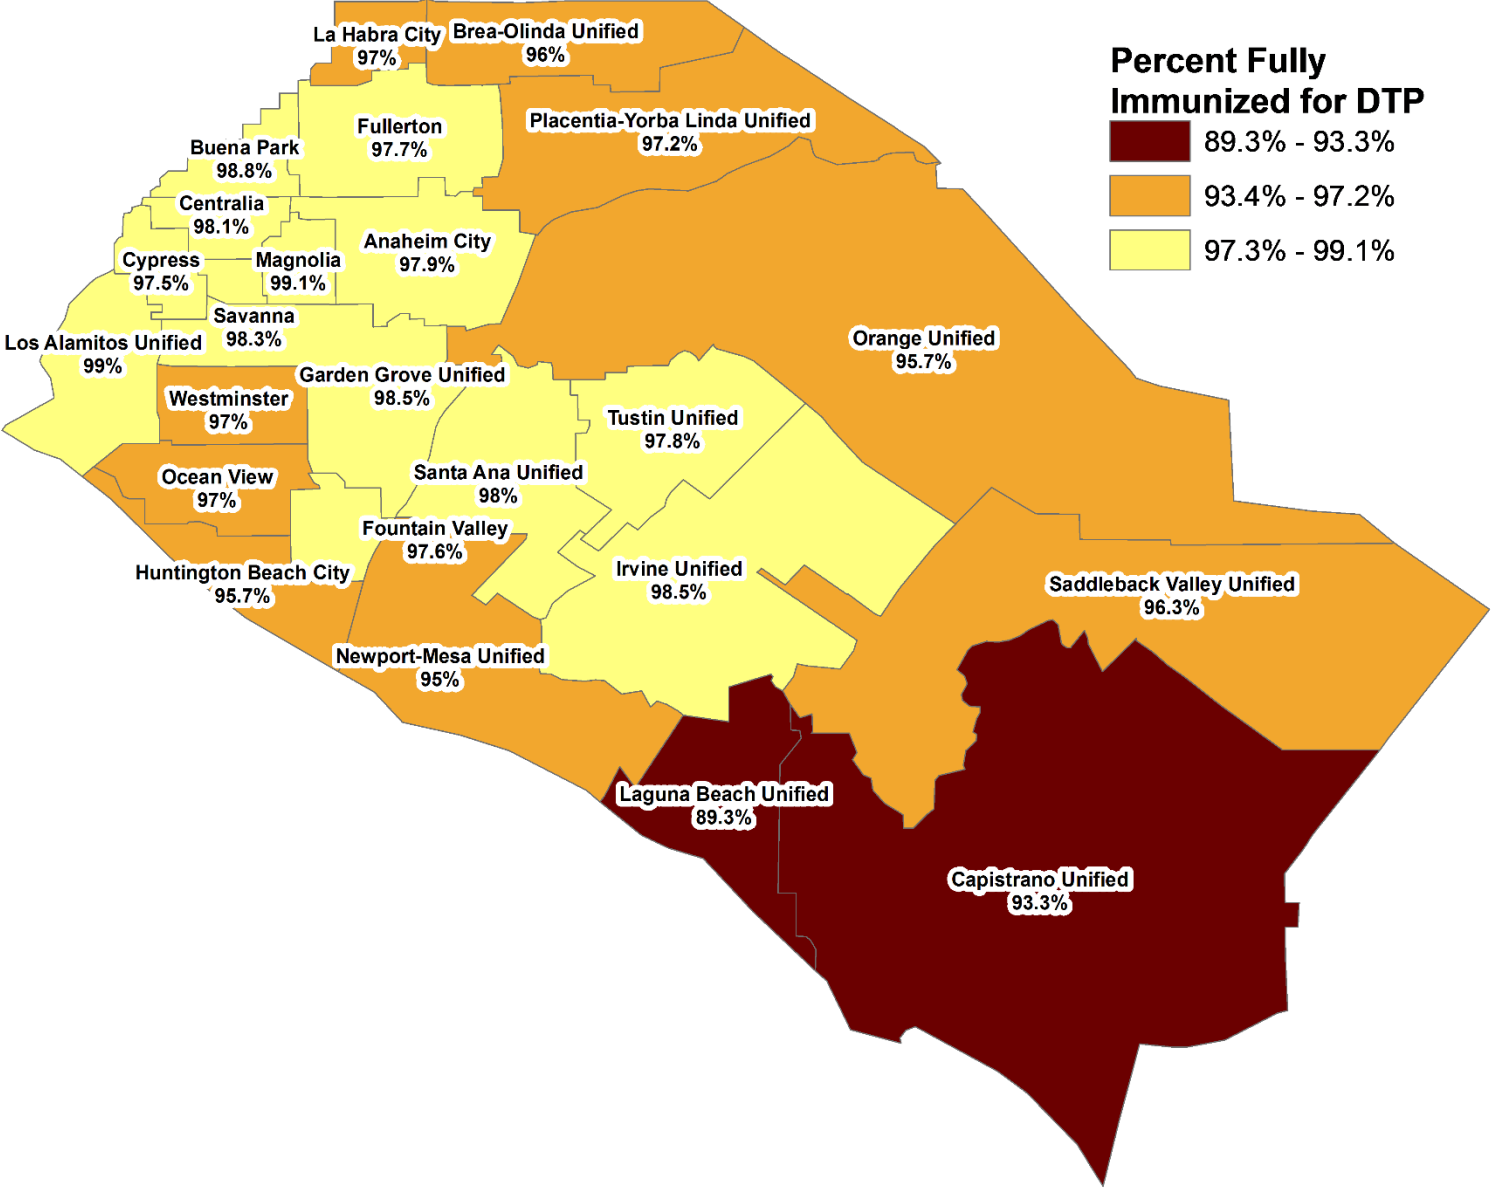 La Habra City
97%
Brea-Olinda Unified
96%
Percent Fully
Immunized for DTP
89.3% - 93.3%
93.4% - 97.2%
97.3% - 99.1%
Fullerton
97.7%
Placentia-Yorba Linda Unified
97.2%
Buena Park
98.8%
Centralia
98.1%
Anaheim City
97.9%
Cypress
97.5%
Magnolia
99.1%
Savanna
98.3%
Los Alamitos Unified
99%
Orange Unified
95.7%
Garden Grove Unified
98.5%
Westminster
97%
Tustin Unified
97.8%
Ocean View
97%
Santa Ana Unified
98%
Fountain Valley
97.6%
Huntington Beach City
95.7%
Irvine Unified
98.5%
Saddleback Valley Unified
96.3%
Newport-Mesa Unified
95%
Laguna Beach Unified
89.3%
Capistrano Unified
93.3%